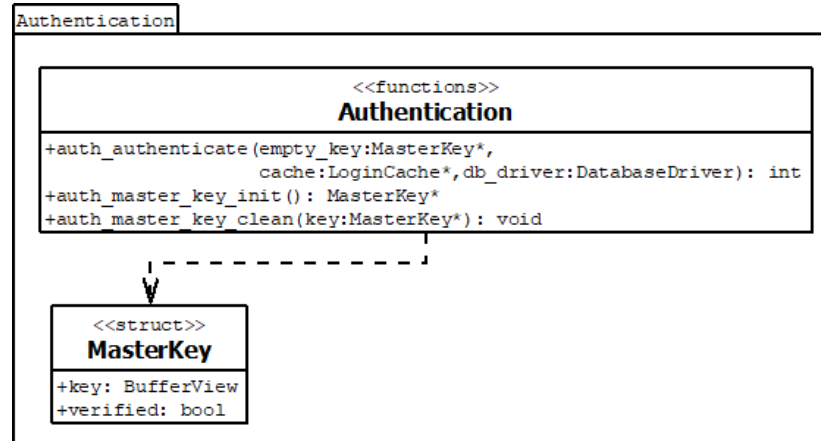 Authentication
<<functions>>
Authentication
+auth_authenticate(empty_key:MasterKey*,
cache:LoginCache*,db_driver:DatabaseDriver): int
+auth_master_key_init(): MasterKey*
+auth_master_key_clean(key:MasterKey*): void
<<struct>>
MasterKey
+key: BufferView
+verified: bool